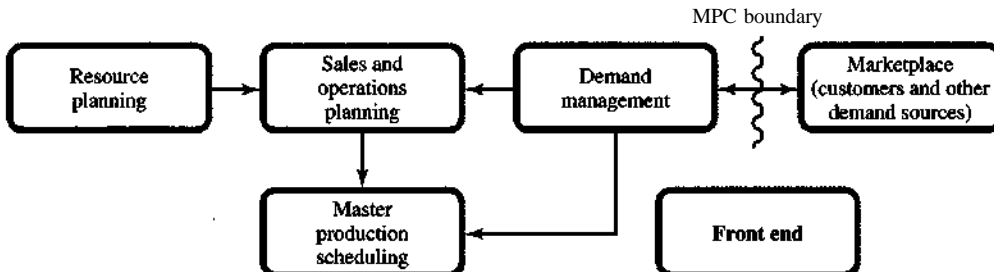 MPC boundary
Resource
planning
Sales and
operations
planning
Demand
management
Marketplace
(customers and other
demand sources)
Master
production
scheduling
Front end